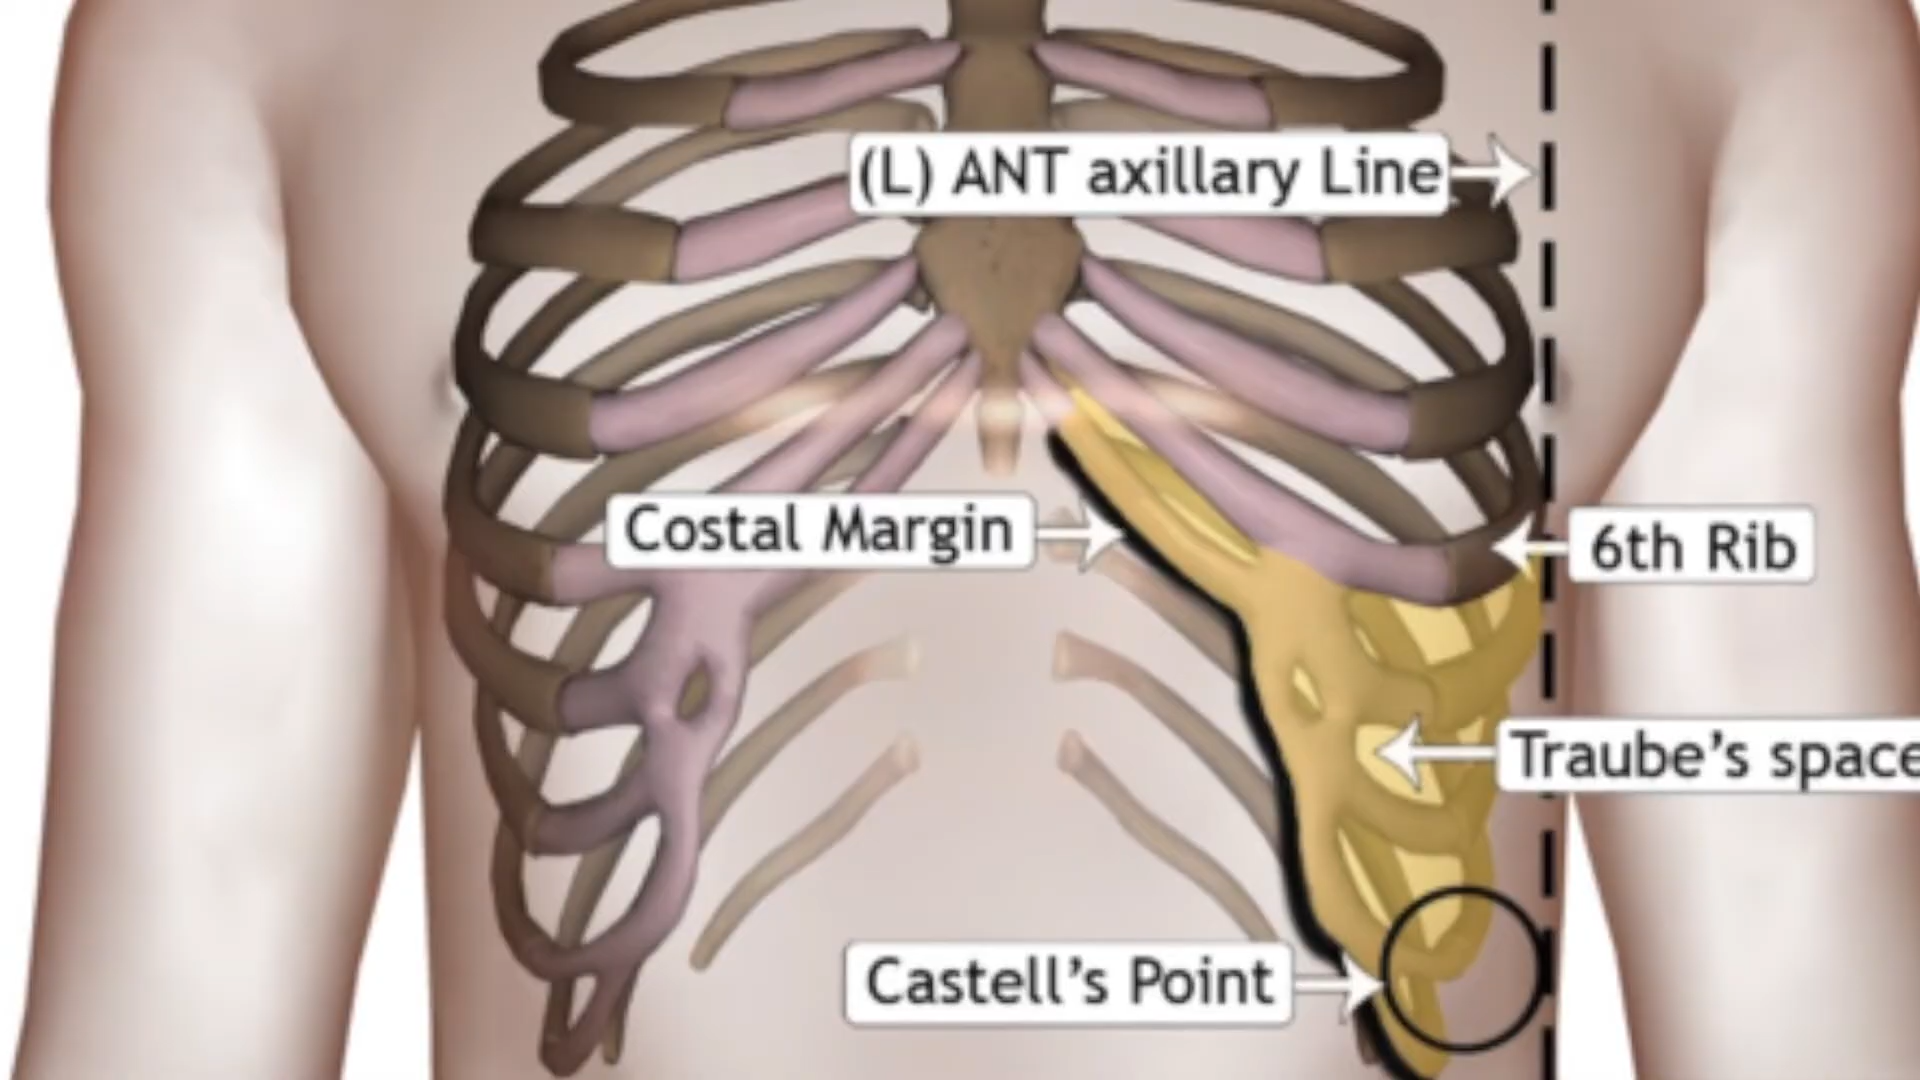 (L) ANT axillary Line
Costal Margin
6th Rib
Traube’s space
Castell’s Point